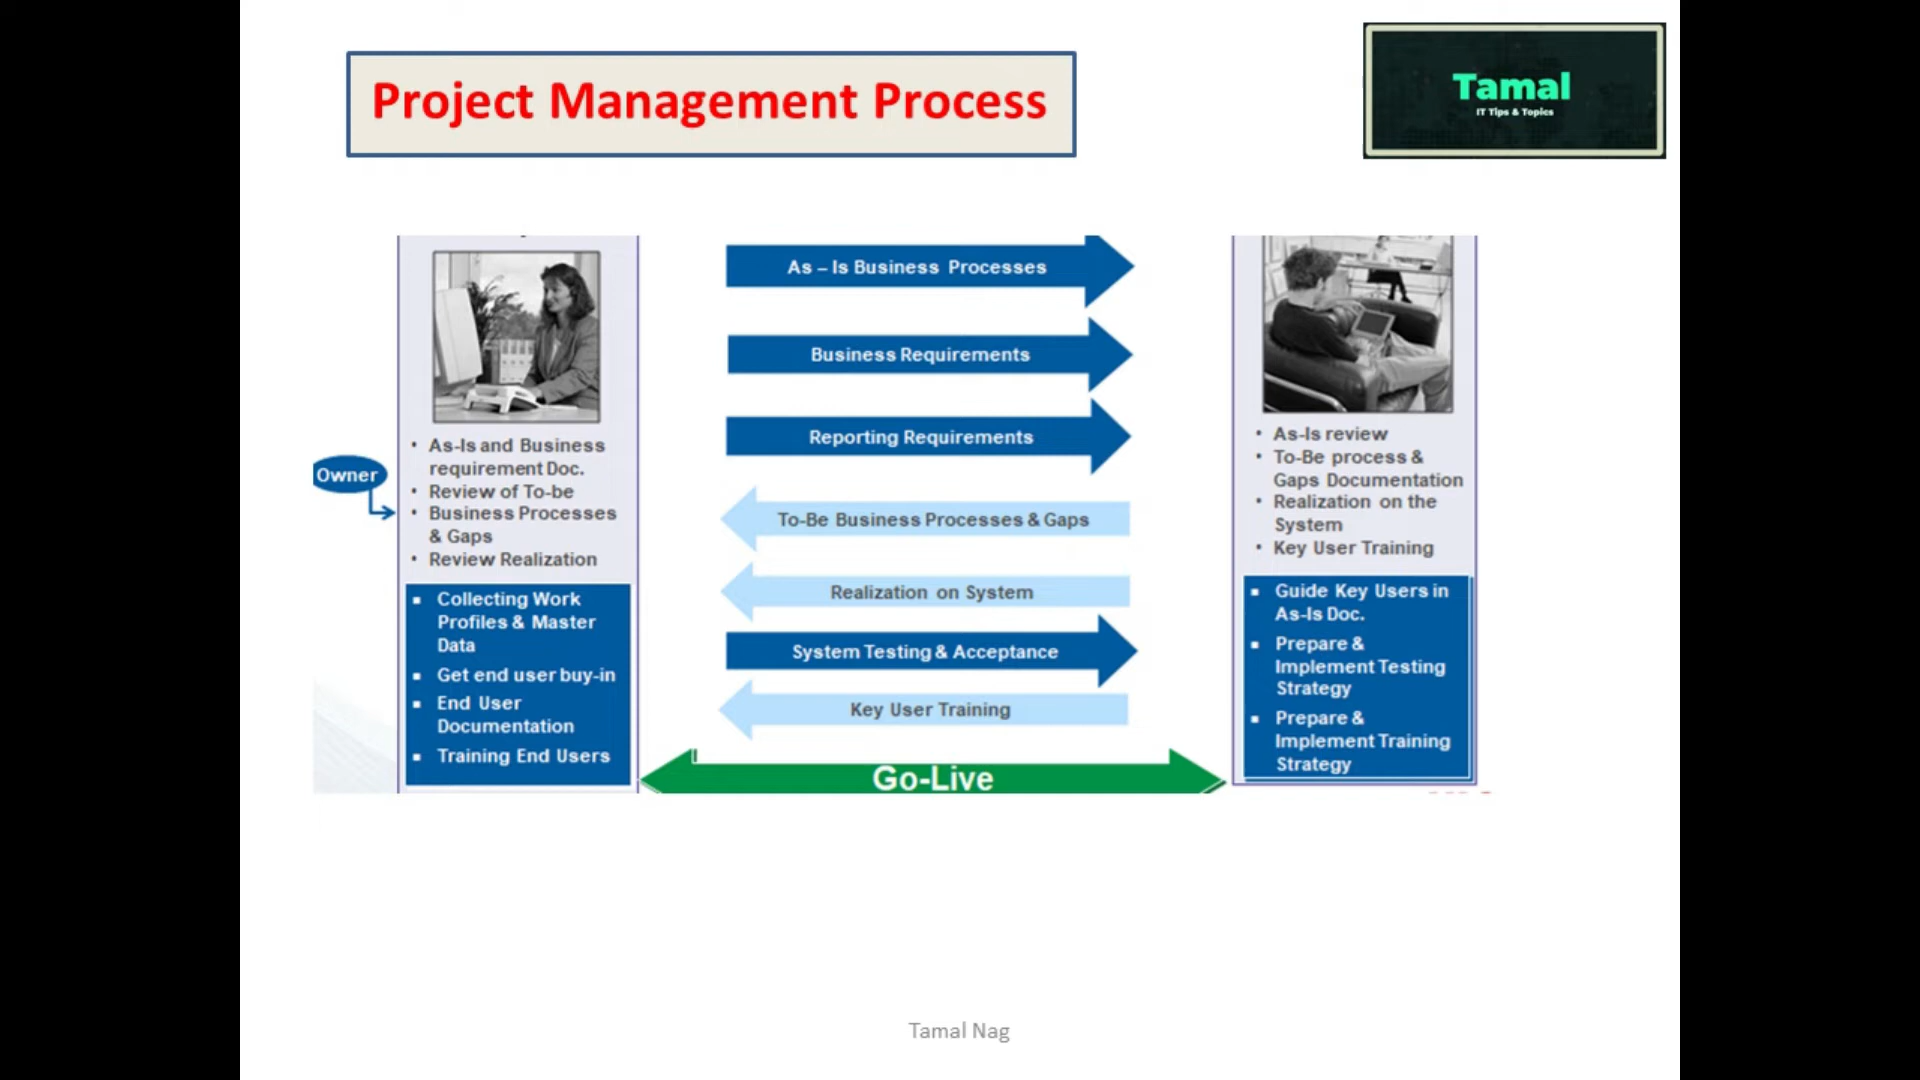 Project Management Process
Tamal
IT Tips & Topics
Owner
• As-Is and Business
requirement Doc.
• Review of To-be
• Business Processes
& Gaps
• Review Realization
▪ Collecting Work
Profiles & Master
Data
▪ Get end user buy-in
▪ End User
Documentation
▪ Training End Users
As – Is Business Processes
Business Requirements
Reporting Requirements
To-Be Business Processes & Gaps
Realization on System
System Testing & Acceptance
Key User Training
Go-Live
• As-Is review
• To-Be process &
Gaps Documentation
• Realization on the
System
• Key User Training
▪ Guide Key Users in
As-Is Doc.
▪ Prepare &
Implement Testing
Strategy
▪ Prepare &
Implement Training
Strategy
Tamal Nag